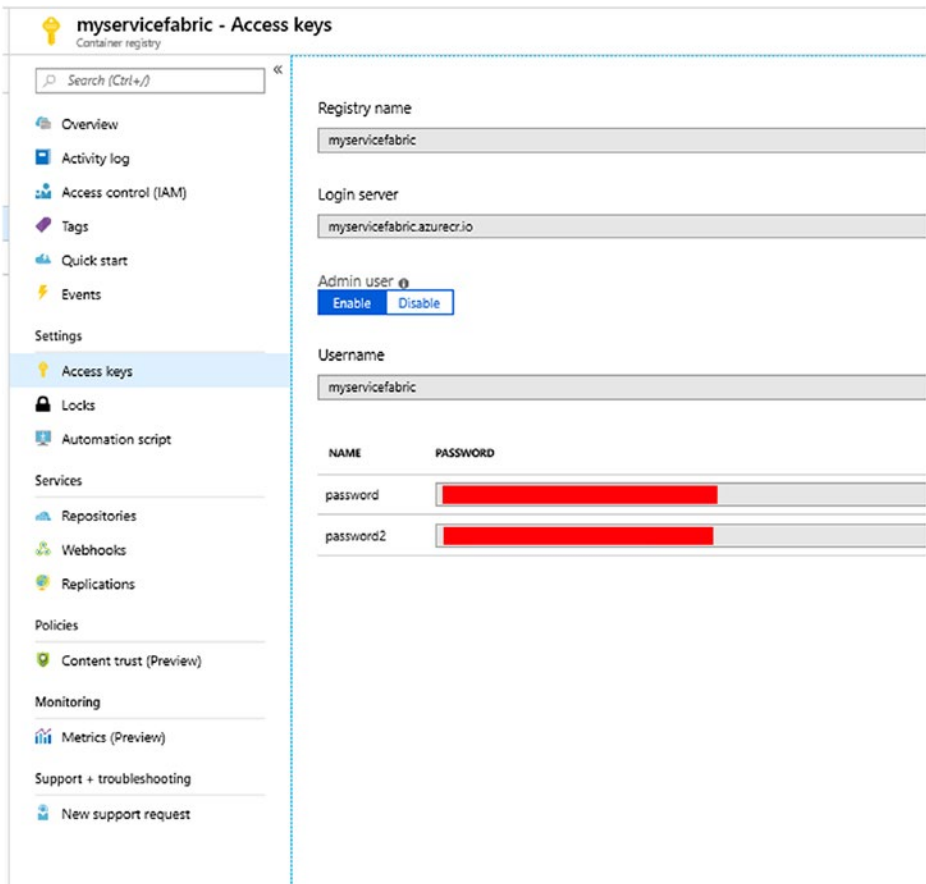 myservicefabric - Access keys
Container registry
Search (Ctrl+/)
«
Overview
Activity log
Access control (IAM)
Tags
Quick start
Events
Settings
Access keys
Locks
Automation script
Services
Repositories
Webhooks
Replications
Policies
Content trust (Preview)
Monitoring
Metrics (Preview)
Support + troubleshooting
New support request
Registry name
myservicefabric
Login server
myservicefabric.azurecr.io
Admin user
Enable Disable
Username
myservicefabric
NAME PASSWORD
password
password2